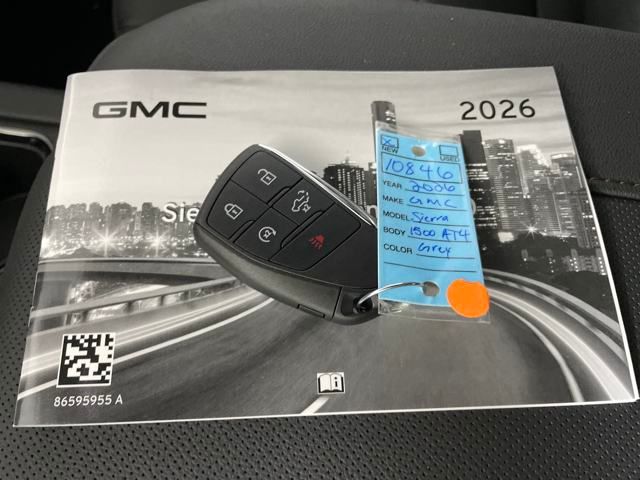 GMC
2026
NEW
USED
10846
YEAR 2006
MAKE GMC
MODEL Sierra
BODY 1500 AT4
COLOR Grey
Sie
86595955 A